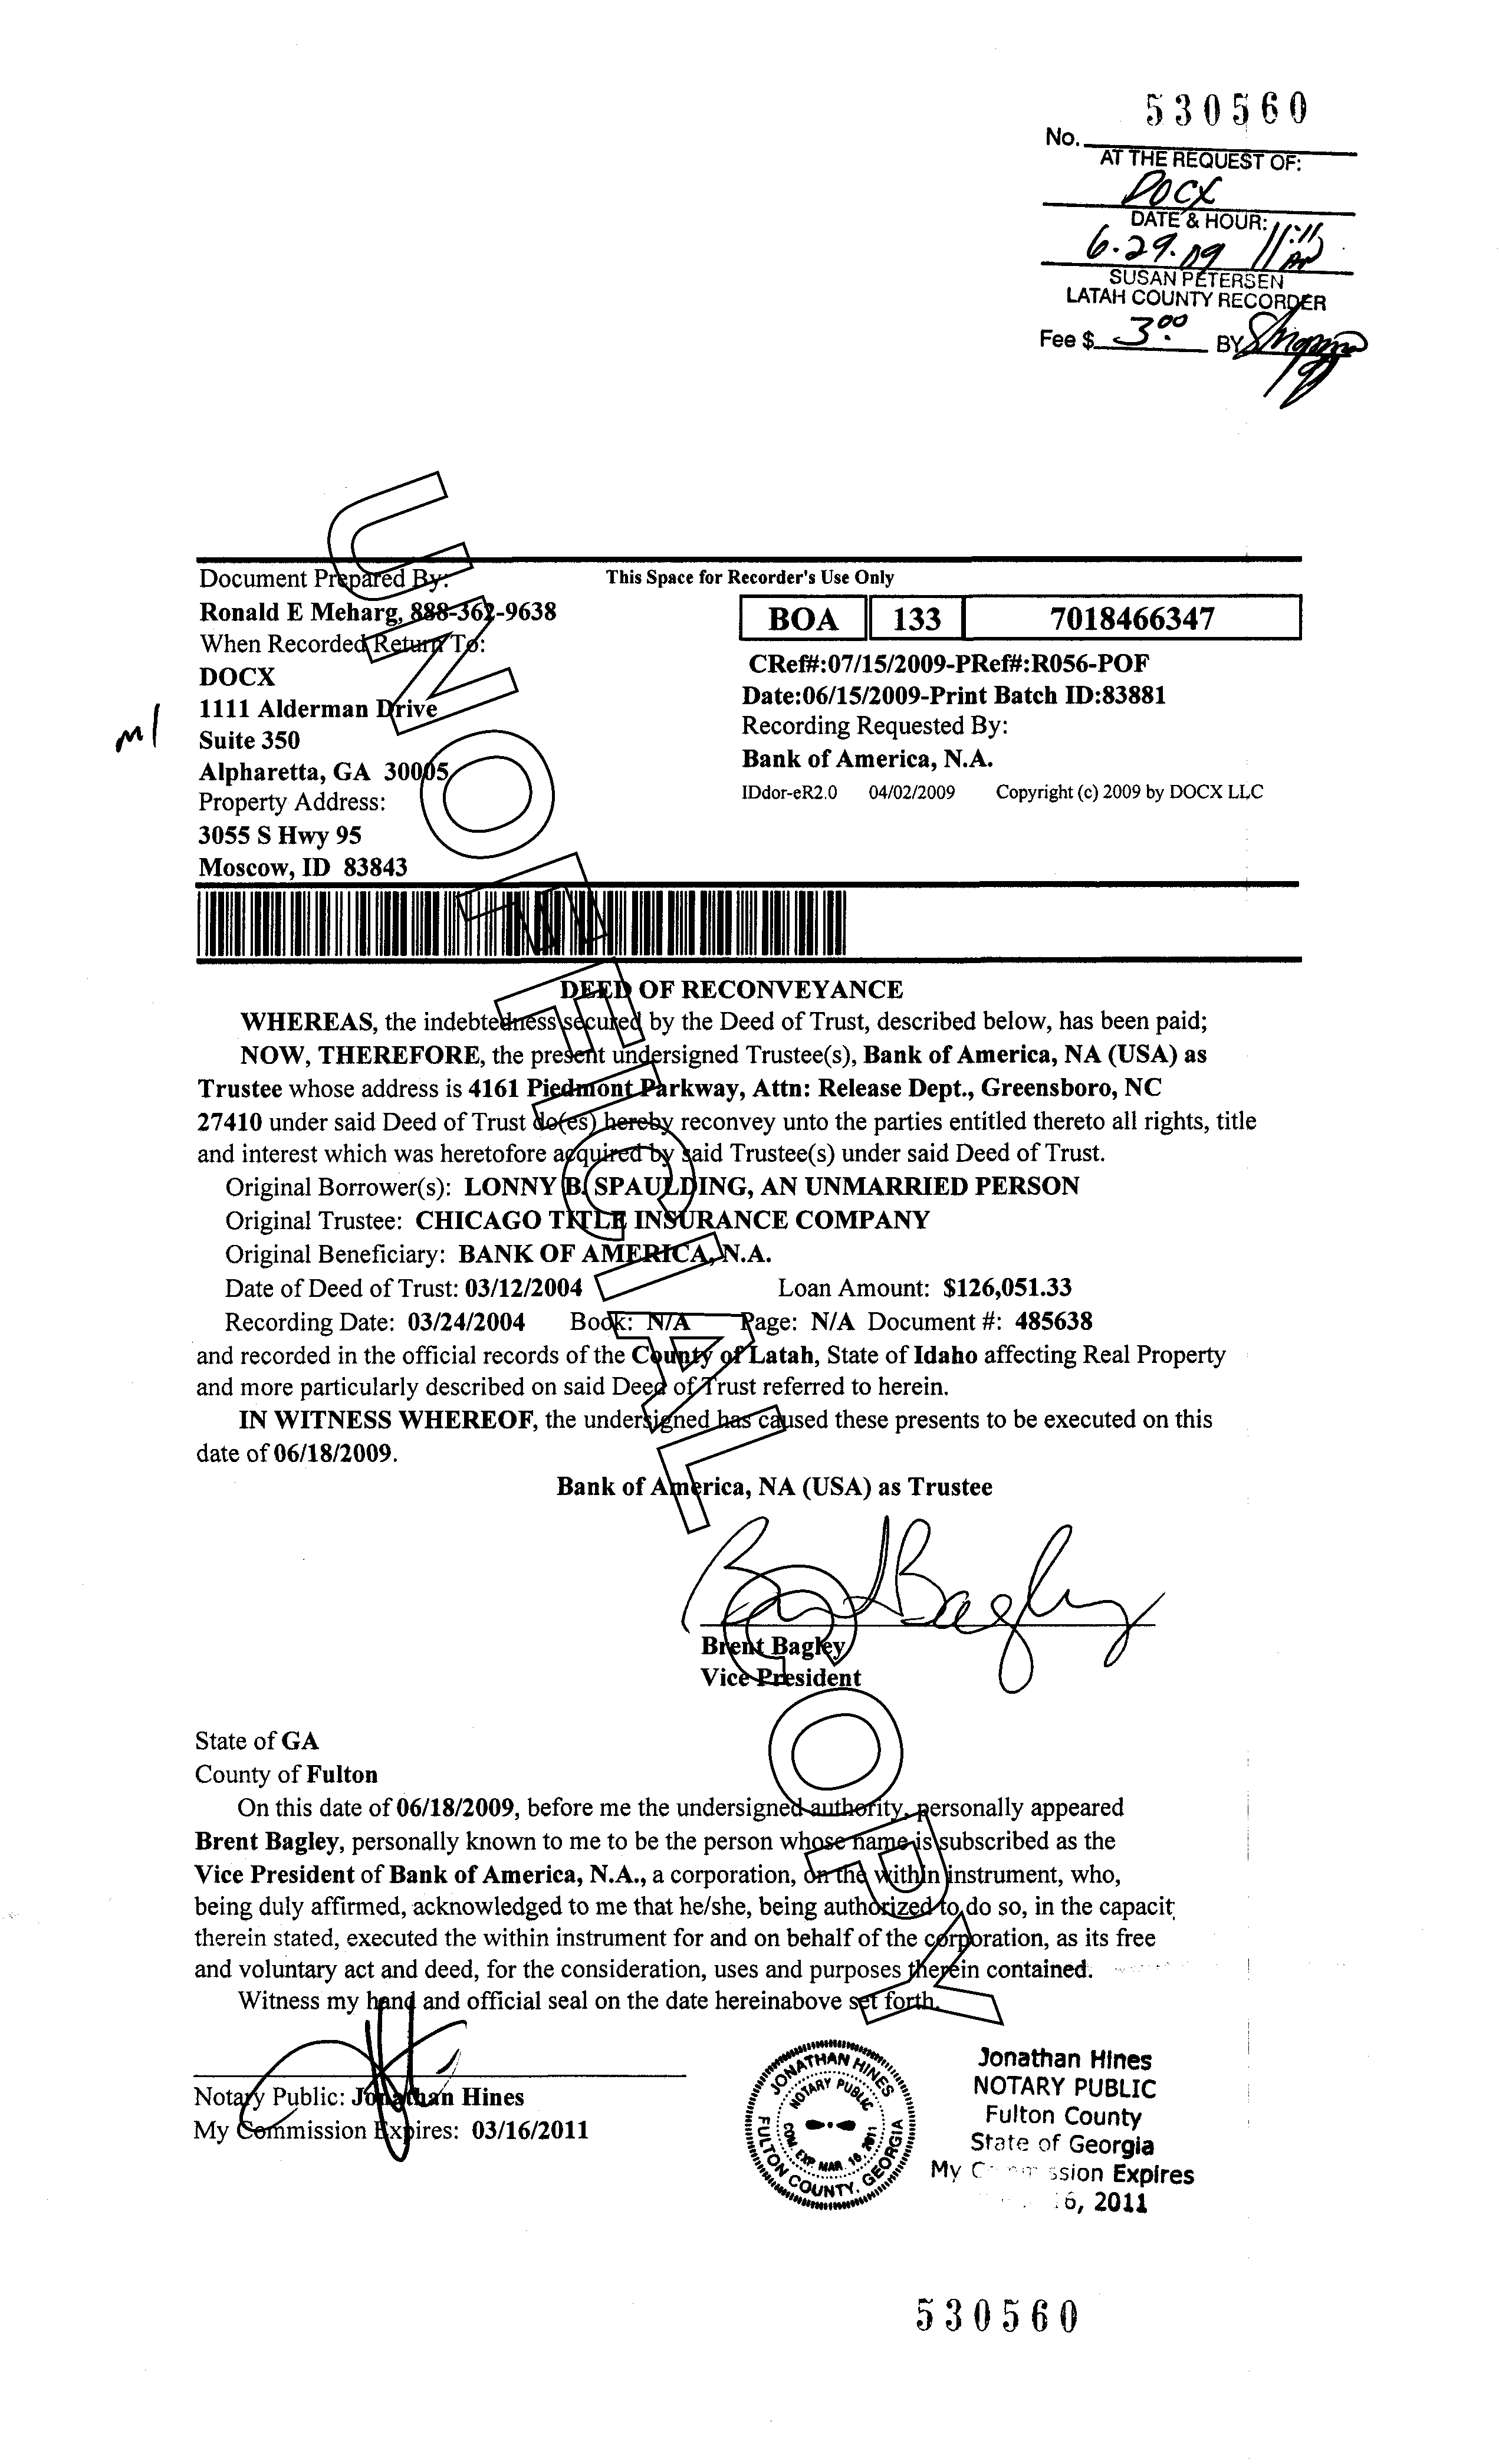 530560
No.
AT THE REQUEST OF:
DOCX
DATE & HOUR:
6.29.09 11:11 AM
SUSAN PETERSEN
LATAH COUNTY RECORDER
Fee $ 3.00 BY
UNOFFICIAL COPY
Document Prepared By: This Space for Recorder's Use Only
Ronald E Meharg, 888-362-9638
BOA 133 7018466347
When Recorded Return To:
DOCX
1111 Alderman Drive
Suite 350
Alpharetta, GA 30005
Property Address:
3055 S Hwy 95
Moscow, ID 83843
CRef#:07/15/2009-PRef#:R056-POF
Date:06/15/2009-Print Batch ID:83881
Recording Requested By:
Bank of America, N.A.
IDdor-eR2.0 04/02/2009 Copyright (c) 2009 by DOCX LLC
DEED OF RECONVEYANCE
WHEREAS, the indebtedness secured by the Deed of Trust, described below, has been paid;
NOW, THEREFORE, the present undersigned Trustee(s), Bank of America, NA (USA) as
Trustee whose address is 4161 Piedmont Parkway, Attn: Release Dept., Greensboro, NC
27410 under said Deed of Trust do(es) hereby reconvey unto the parties entitled thereto all rights, title
and interest which was heretofore acquired by said Trustee(s) under said Deed of Trust.
Original Borrower(s): LONNY B. SPAULDING, AN UNMARRIED PERSON
Original Trustee: CHICAGO TITLE INSURANCE COMPANY
Original Beneficiary: BANK OF AMERICA, N.A.
Date of Deed of Trust: 03/12/2004 Loan Amount: $126,051.33
Recording Date: 03/24/2004 Book: N/A Page: N/A Document #: 485638
and recorded in the official records of the County of Latah, State of Idaho affecting Real Property
and more particularly described on said Deed of Trust referred to herein.
IN WITNESS WHEREOF, the undersigned has caused these presents to be executed on this
date of 06/18/2009.
Bank of America, NA (USA) as Trustee
Brent Bagley
Vice President
State of GA
County of Fulton
On this date of 06/18/2009, before me the undersigned authority, personally appeared
Brent Bagley, personally known to me to be the person whose name is subscribed as the
Vice President of Bank of America, N.A., a corporation, on the within instrument, who,
being duly affirmed, acknowledged to me that he/she, being authorized to do so, in the capacit
therein stated, executed the within instrument for and on behalf of the corporation, as its free
and voluntary act and deed, for the consideration, uses and purposes therein contained.
Witness my hand and official seal on the date hereinabove set forth.
Notary Public: Jonathan Hines
My Commission Expires: 03/16/2011
JONATHAN HINES
NOTARY PUBLIC
COM. EXP. MAR. 16, 2011
FULTON COUNTY, GEORGIA
Jonathan Hines
NOTARY PUBLIC
Fulton County
State of Georgia
My Commission Expires
16, 2011
530560